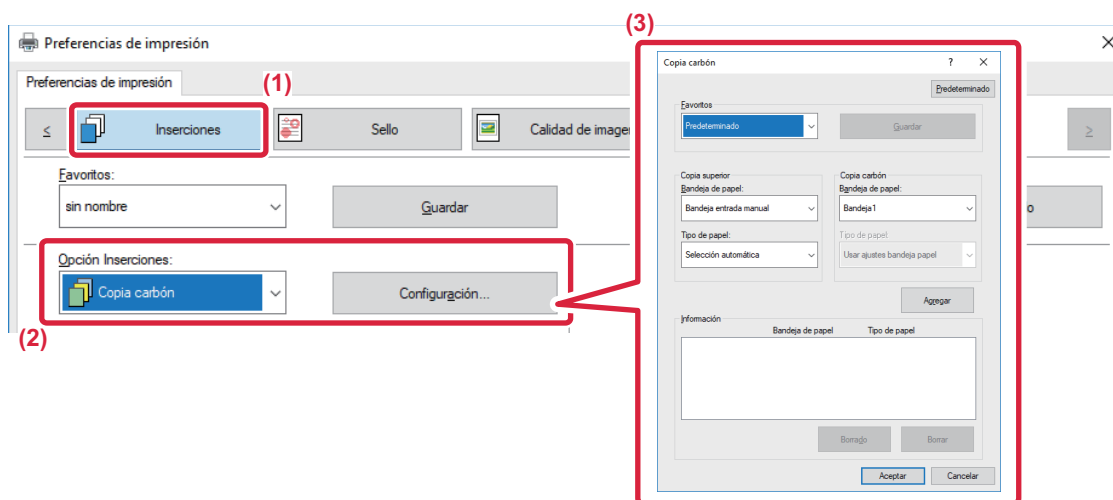 (3)
Preferencias de impresión
Preferencias de impresión
(1)
≤
Inserciones
Sello
Calidad de imagen
≥
Favoritos:
sin nombre
Guardar
o
Opción Inserciones:
Copia carbón
Configuración...
(2)
Copia carbón
?
Predeterminado
Favoritos
Predeterminado
Guardar
Copia superior
Copia carbón
Bandeja de papel:
Bandeja de papel:
Bandeja entrada manual
Bandeja1
Tipo de papel:
Tipo de papel:
Selección automática
Usar ajustes bandeja papel
Agregar
Información
Bandeja de papel
Tipo de papel
Borrado
Borrar
Aceptar
Cancelar